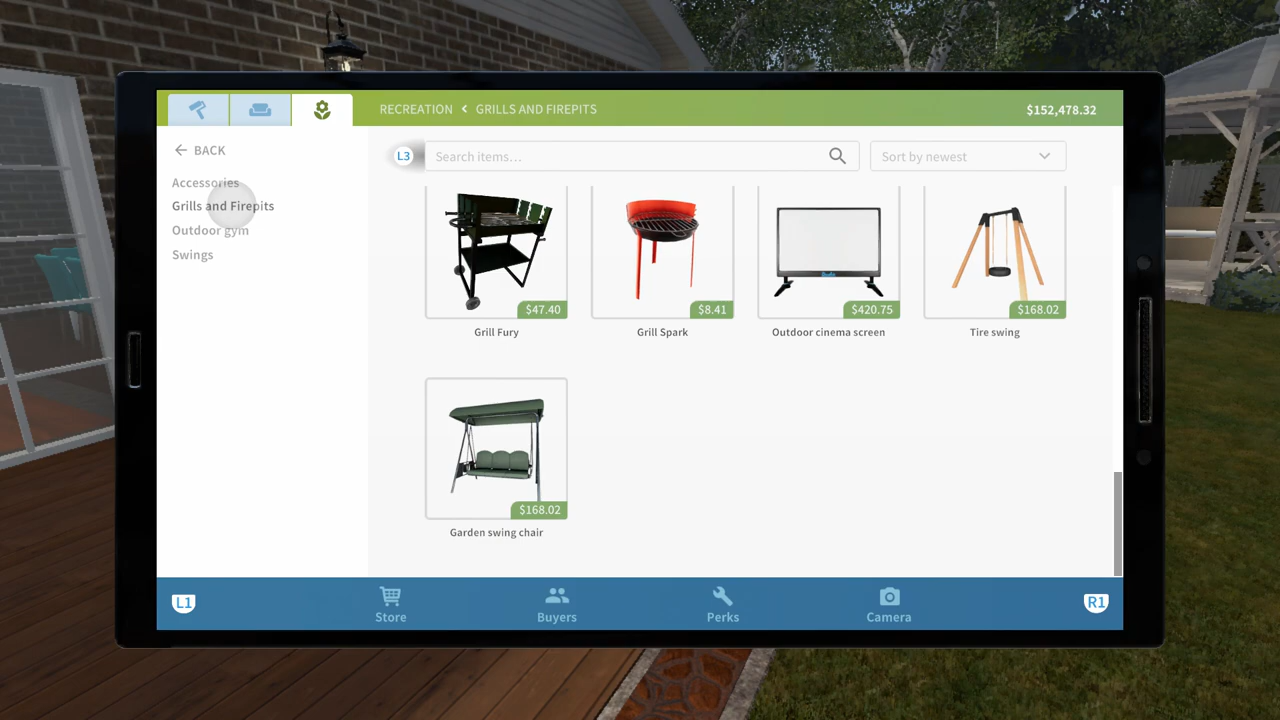 RECREATION < GRILLS AND FIREPITS
$152,478.32
BACK
L3
Search items...
Sort by newest
Accessories
Grills and Firepits
Outdoor gym
Swings
$47.40
$8.41
$420.75
$168.02
Grill Fury
Grill Spark
Outdoor cinema screen
Tire swing
$168.02
Garden swing chair
L1
Store
Buyers
Perks
Camera
R1